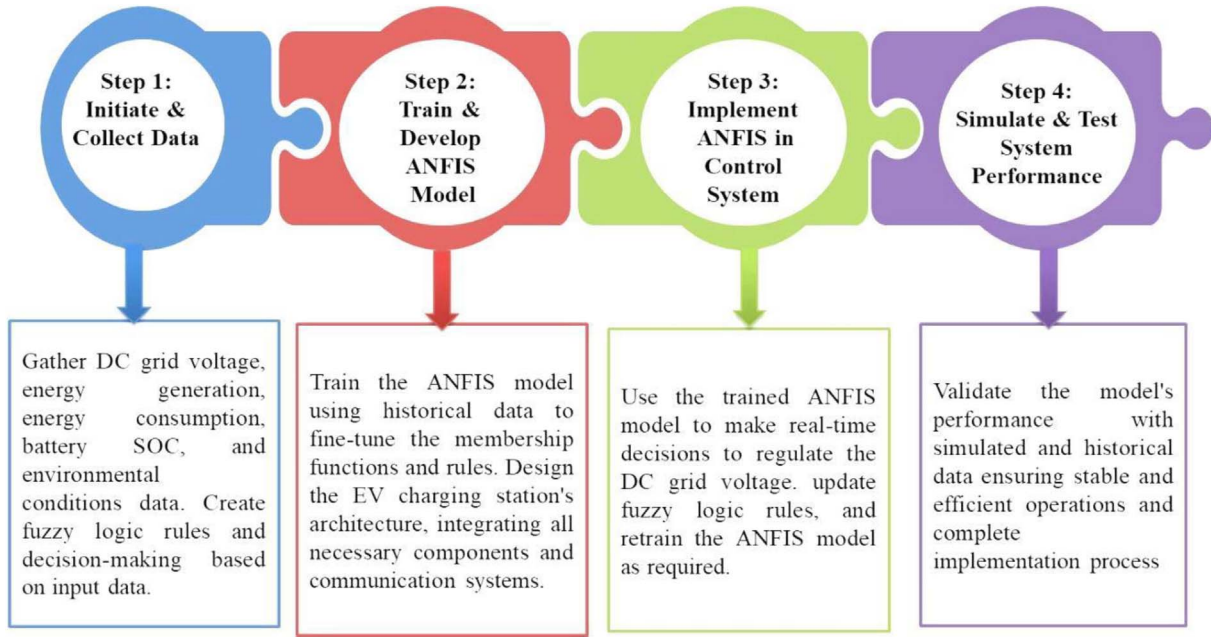 Step 1:
Initiate &
Collect Data
Step 2:
Train &
Develop
ANFIS
Model
Step 3:
Implement
ANFIS in
Control
System
Step 4:
Simulate & Test
System
Performance
Gather DC grid voltage,
energy generation,
energy consumption,
battery SOC, and
environmental
conditions data. Create
fuzzy logic rules and
decision-making based
on input data.
Train the ANFIS model
using historical data to
fine-tune the membership
functions and rules. Design
the EV charging station's
architecture, integrating all
necessary components and
communication systems.
Use the trained ANFIS
model to make real-time
decisions to regulate the
DC grid voltage. update
fuzzy logic rules, and
retrain the ANFIS model
as required.
Validate the model's
performance with
simulated and historical
data ensuring stable and
efficient operations and
complete
implementation process